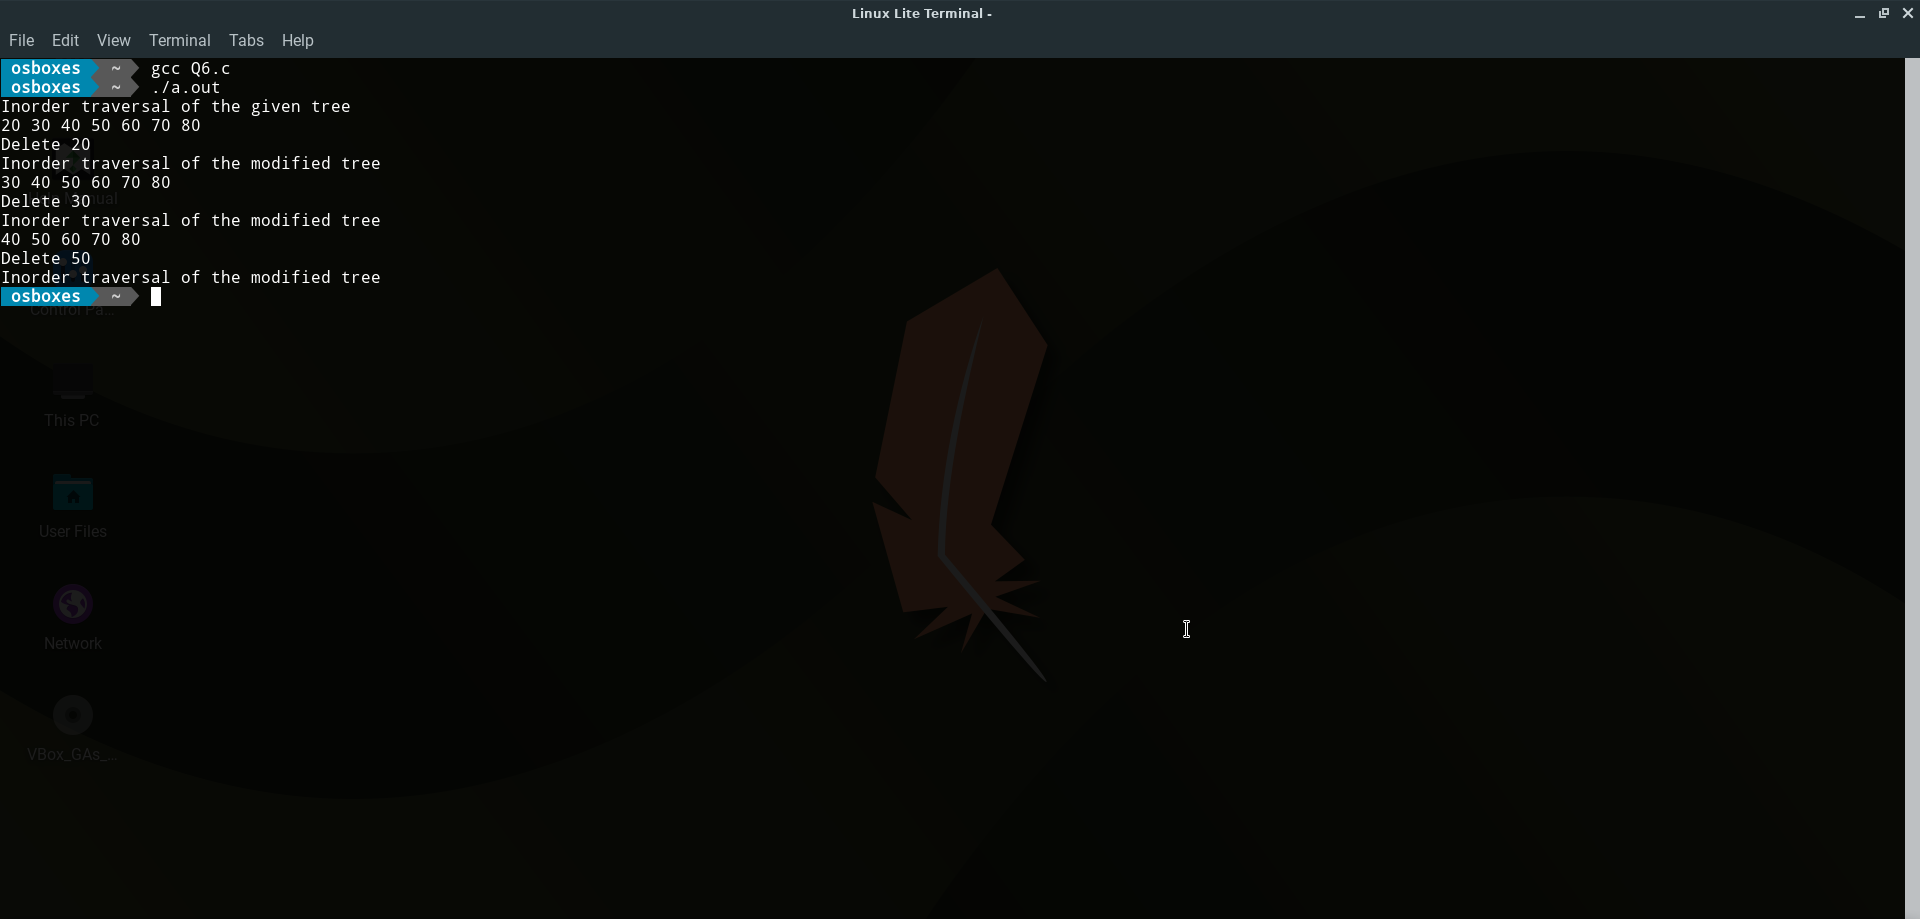 Linux Lite Terminal -
File Edit View Terminal Tabs Help
osboxes ~ gcc Q6.c
osboxes ~ ./a.out
Inorder traversal of the given tree
20 30 40 50 60 70 80
Delete 20
Inorder traversal of the modified tree
30 40 50 60 70 80
Delete 30
Inorder traversal of the modified tree
40 50 60 70 80
Delete 50
Inorder traversal of the modified tree
osboxes ~
Control Pa...
This PC
User Files
Network
VBox_GAs_...